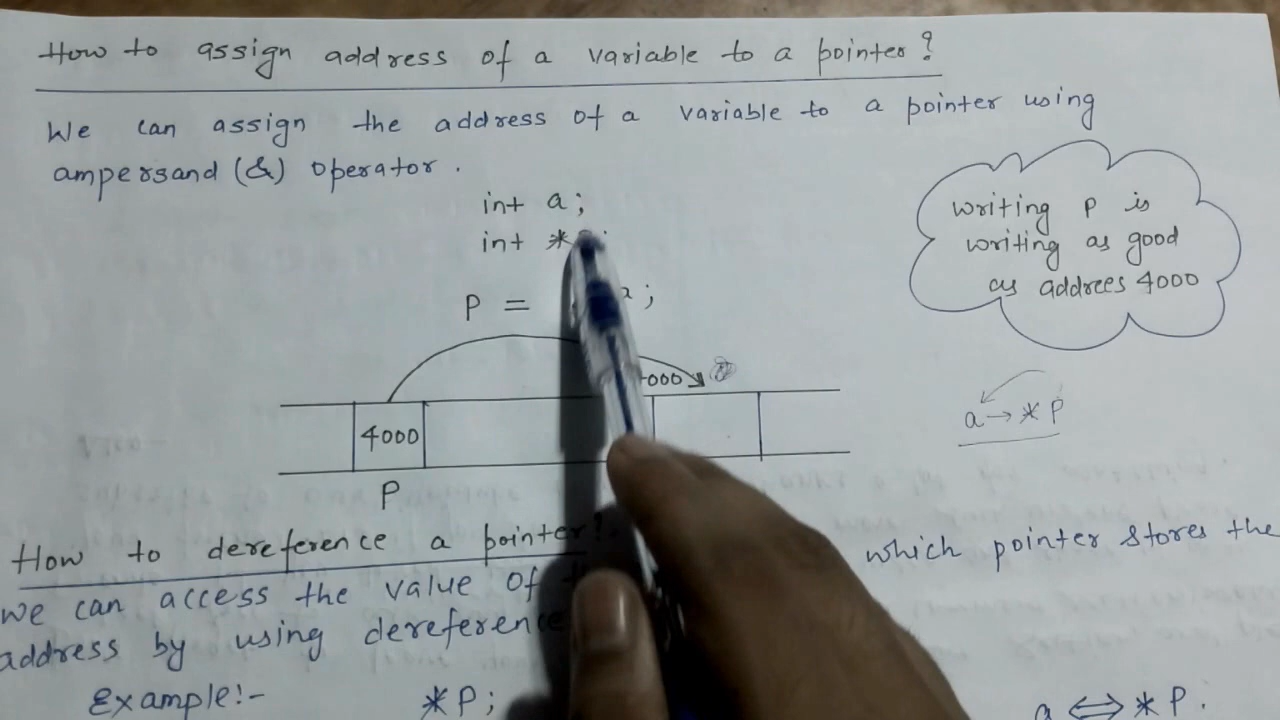 How to assign address of a variable to a pointer?
We can assign the address of a variable to a pointer using
ampersand (&) operator.
int a;
int *
P = a;
writing P is
writing as good
as addrees 4000
000
a → *P
4000
P
How to dereference a pointer?
which pointer stores the
We can access the value of
address by using dereference
Example:- *P;
a ⇔ *P.